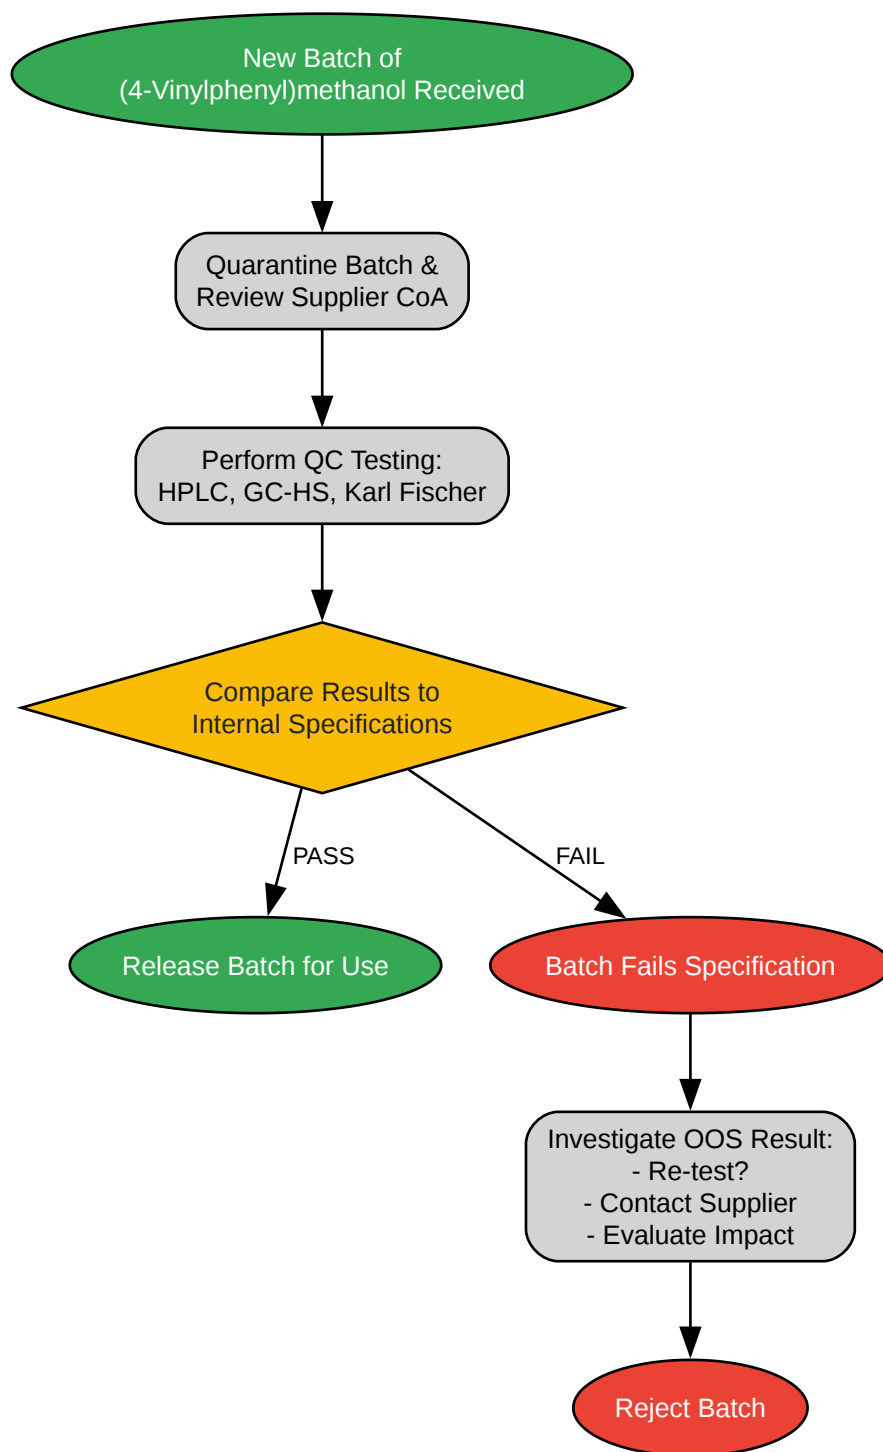 New Batch of
(4-Vinylphenyl)methanol Received
Quarantine Batch &
Review Supplier CoA
Perform QC Testing:
HPLC, GC-HS, Karl Fischer
Compare Results to
Internal Specifications
PASS
FAIL
Release Batch for Use
Batch Fails Specification
Investigate OOS Result:
- Re-test?
- Contact Supplier
- Evaluate Impact
Reject Batch